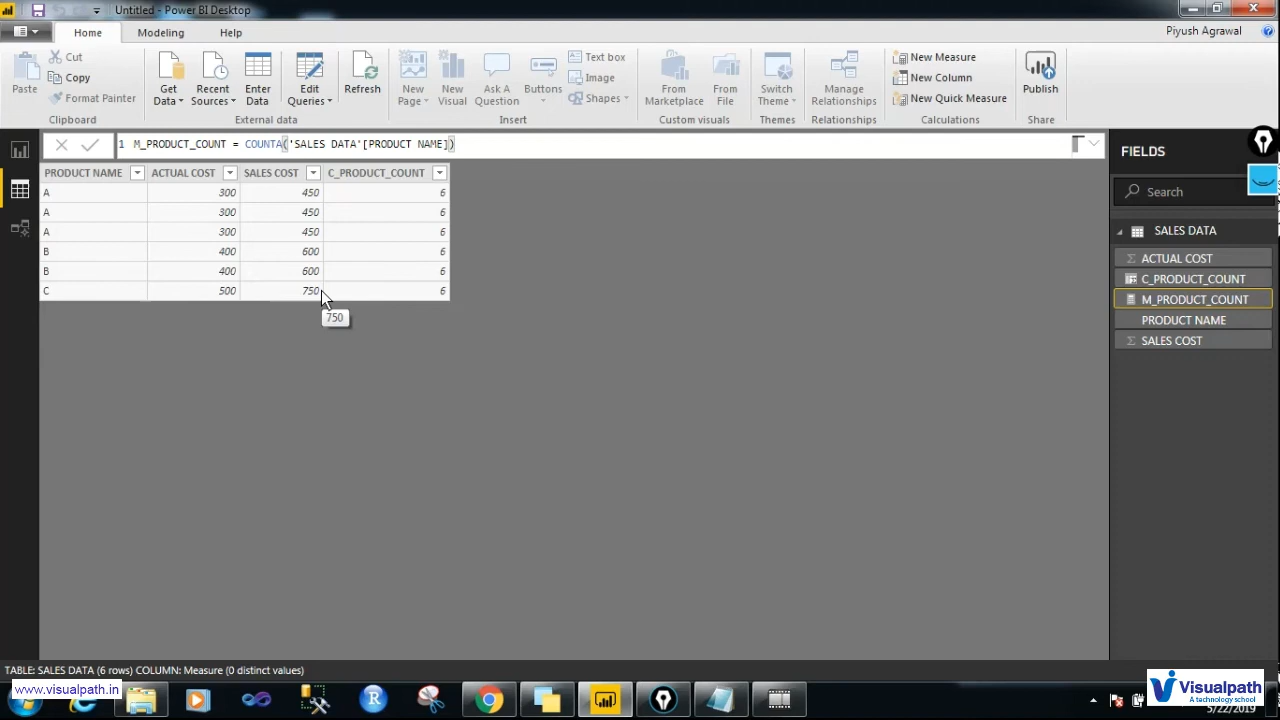 Untitled - Power BI Desktop
Home
Modeling
Help
Piyush Agrawal
Paste
Cut
Copy
Format Painter
Clipboard
Get Data
Recent Sources
Enter Data
Edit Queries
Refresh
External data
New Page
New Visual
Ask A Question
Buttons
Text box
Image
Shapes
Insert
From Marketplace
From File
Custom visuals
Switch Theme
Themes
Manage Relationships
Relationships
New Measure
New Column
New Quick Measure
Calculations
Publish
Share
1 M_PRODUCT_COUNT = COUNTA('SALES DATA'[PRODUCT NAME])
PRODUCT NAME ACTUAL COST SALES COST C_PRODUCT_COUNT
A 300 450 6
A 300 450 6
A 300 450 6
B 400 600 6
B 400 600 6
C 500 750 6
750
FIELDS
Search
SALES DATA
ACTUAL COST
C_PRODUCT_COUNT
M_PRODUCT_COUNT
PRODUCT NAME
SALES COST
TABLE: SALES DATA (6 rows) COLUMN: Measure (0 distinct values)
www.visualpath.in
Visualpath
A technology school
5/22/2019